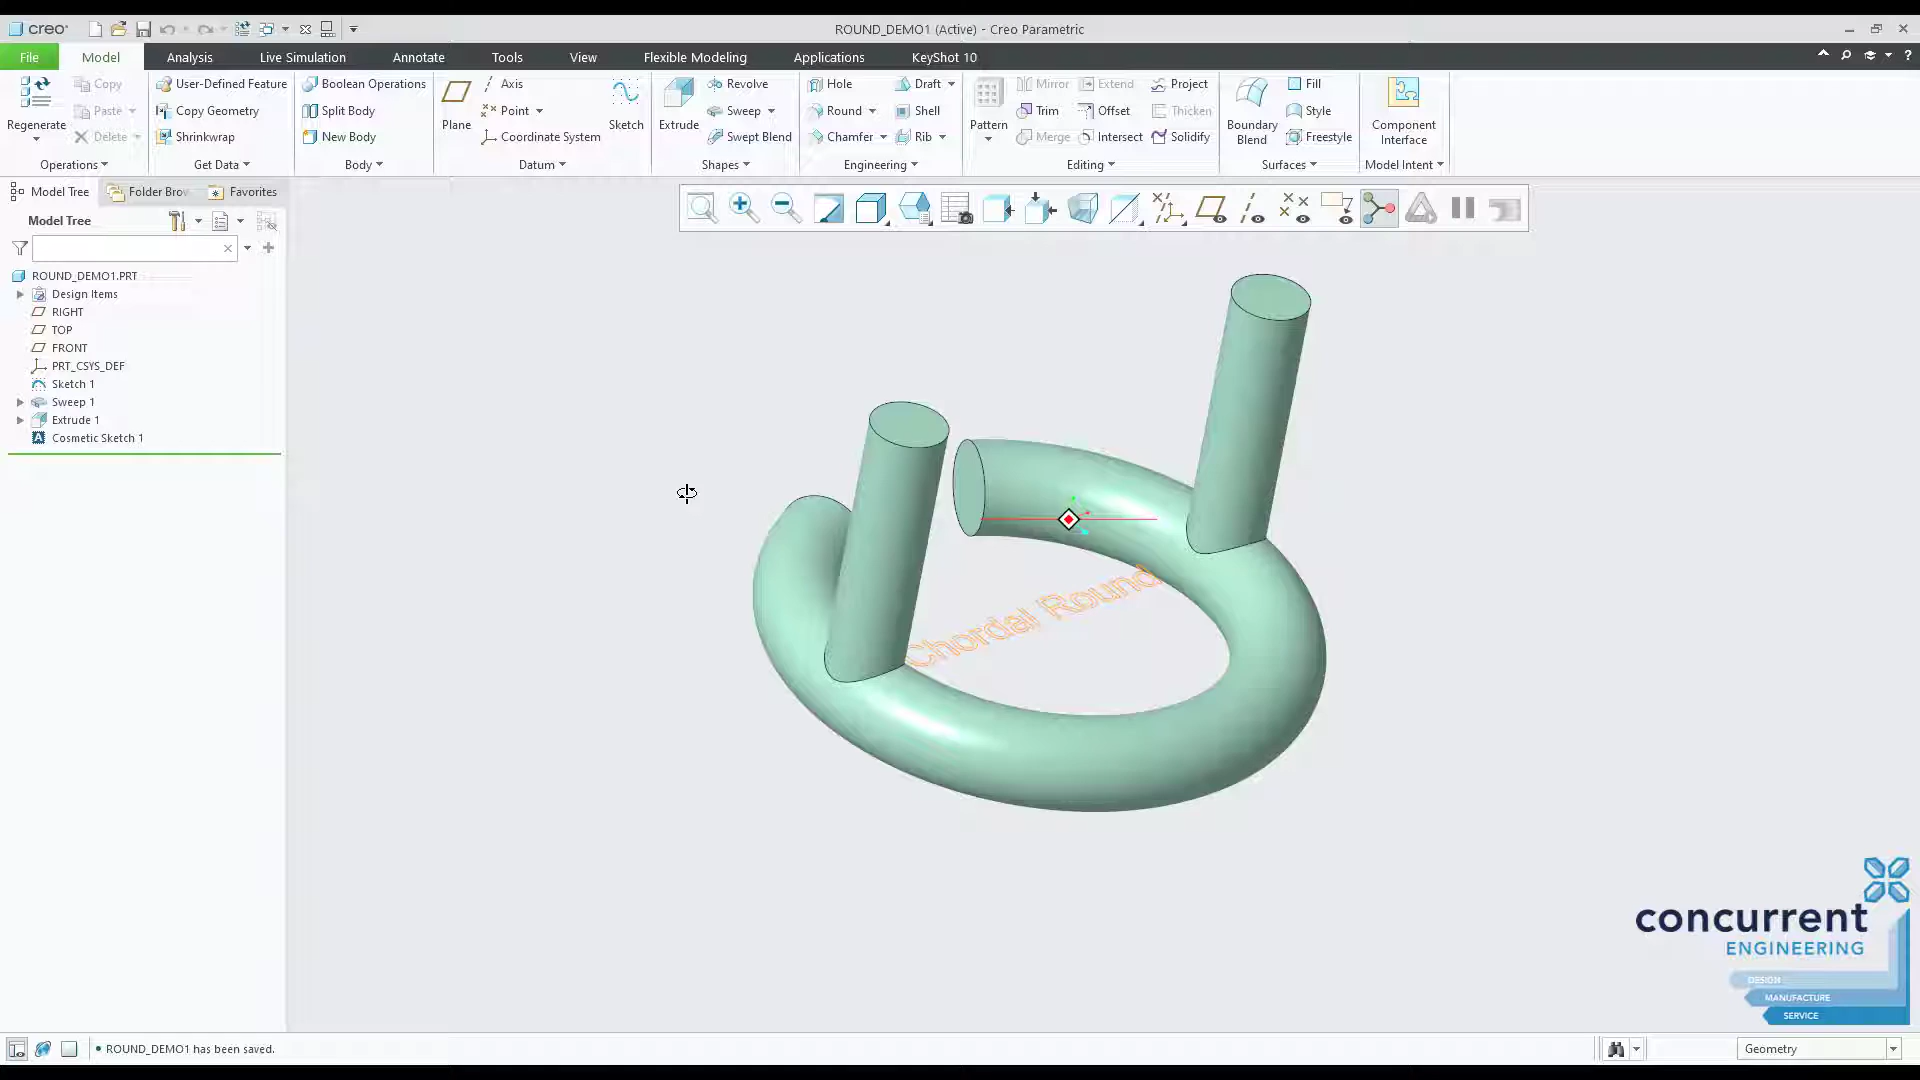 creo
ROUND_DEMO1 (Active) - Creo Parametric
File Model Analysis Live Simulation Annotate Tools View Flexible Modeling Applications KeyShot 10
Regenerate
Copy
Paste
Delete
Operations
User-Defined Feature
Copy Geometry
Shrinkwrap
Get Data
Boolean Operations
Split Body
New Body
Body
Plane
Axis
Point
Coordinate System
Sketch
Datum
Extrude
Revolve
Sweep
Swept Blend
Shapes
Hole
Round
Chamfer
Draft
Shell
Rib
Engineering
Pattern
Mirror
Trim
Merge
Extend
Offset
Intersect
Project
Thicken
Solidify
Editing
Boundary
Blend
Fill
Style
Freestyle
Surfaces
Component
Interface
Model Intent
Model Tree Folder Brov Favorites
Model Tree
ROUND_DEMO1.PRT
Design Items
RIGHT
TOP
FRONT
PRT_CSYS_DEF
Sketch 1
Sweep 1
Extrude 1
Cosmetic Sketch 1
Chordal Round
concurrent
ENGINEERING
DESIGN
MANUFACTURE
SERVICE
• ROUND_DEMO1 has been saved.
Geometry